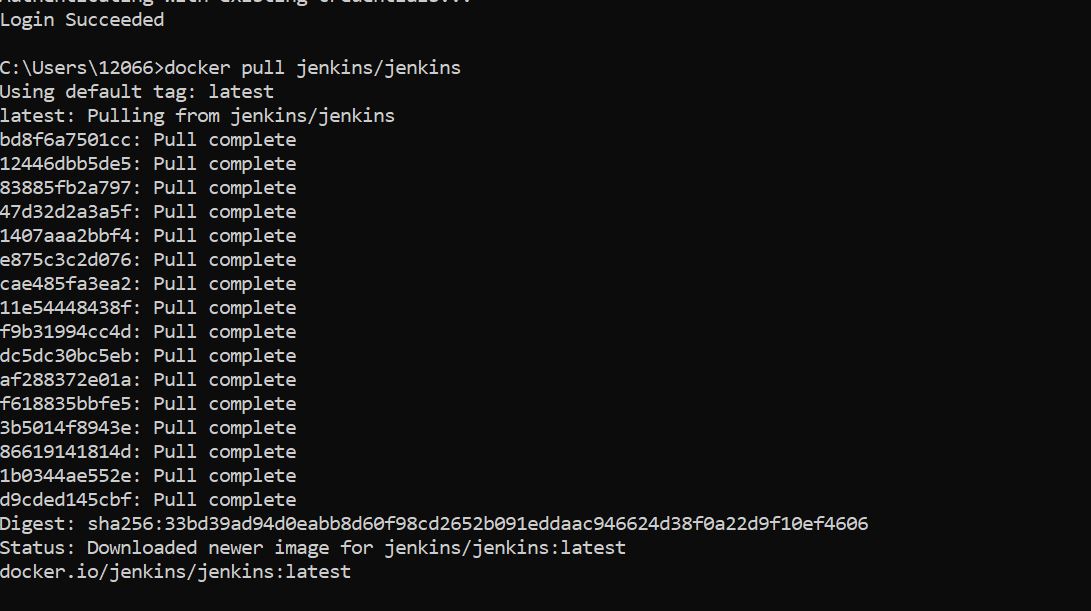 Authenticating with existing credentials...
Login Succeeded
C:\Users\12066>docker pull jenkins/jenkins
Using default tag: latest
latest: Pulling from jenkins/jenkins
bd8f6a7501cc: Pull complete
12446dbb5de5: Pull complete
83885fb2a797: Pull complete
47d32d2a3a5f: Pull complete
1407aaa2bbf4: Pull complete
e875c3c2d076: Pull complete
cae485fa3ea2: Pull complete
11e54448438f: Pull complete
f9b31994cc4d: Pull complete
dc5dc30bc5eb: Pull complete
af288372e01a: Pull complete
f618835bbfe5: Pull complete
3b5014f8943e: Pull complete
86619141814d: Pull complete
1b0344ae552e: Pull complete
d9cded145cbf: Pull complete
Digest: sha256:33bd39ad94d0eabb8d60f98cd2652b091eddaac946624d38f0a22d9f10ef4606
Status: Downloaded newer image for jenkins/jenkins:latest
docker.io/jenkins/jenkins:latest